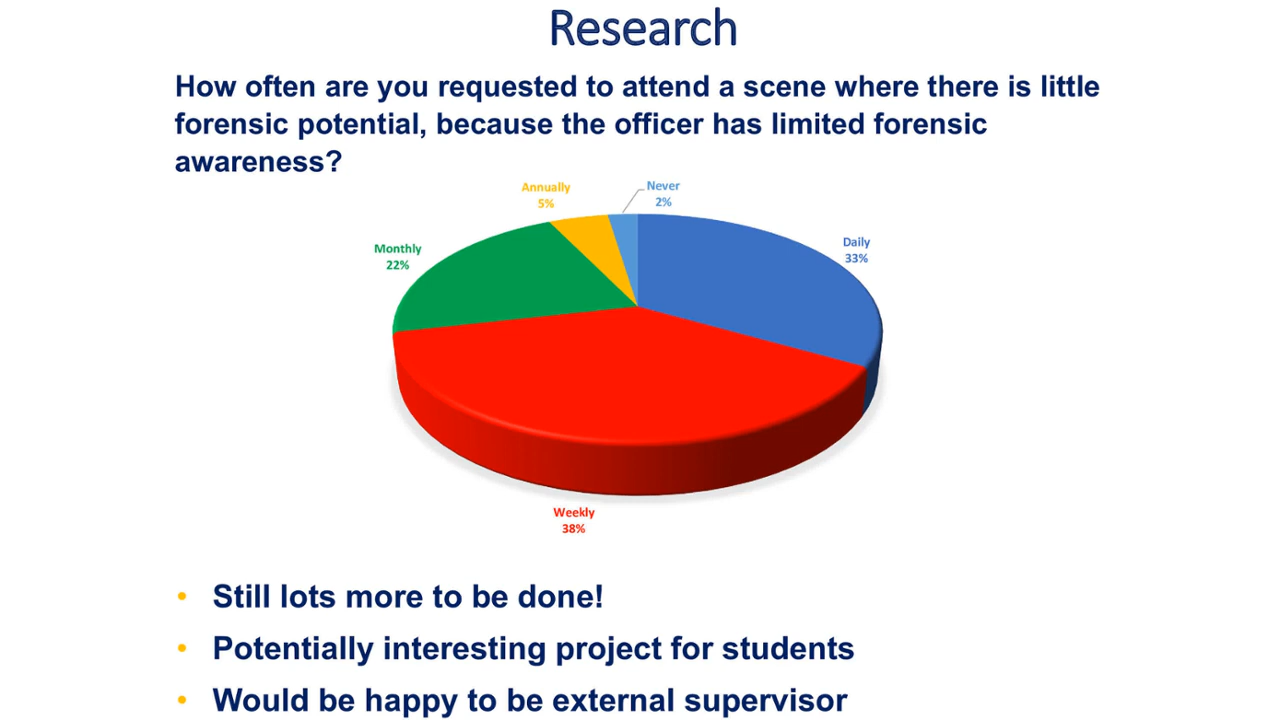 Research
How often are you requested to attend a scene where there is little
forensic potential, because the officer has limited forensic
awareness?
Annually
5%
Never
2%
Monthly
22%
Daily
33%
Weekly
38%
• Still lots more to be done!
• Potentially interesting project for students
• Would be happy to be external supervisor